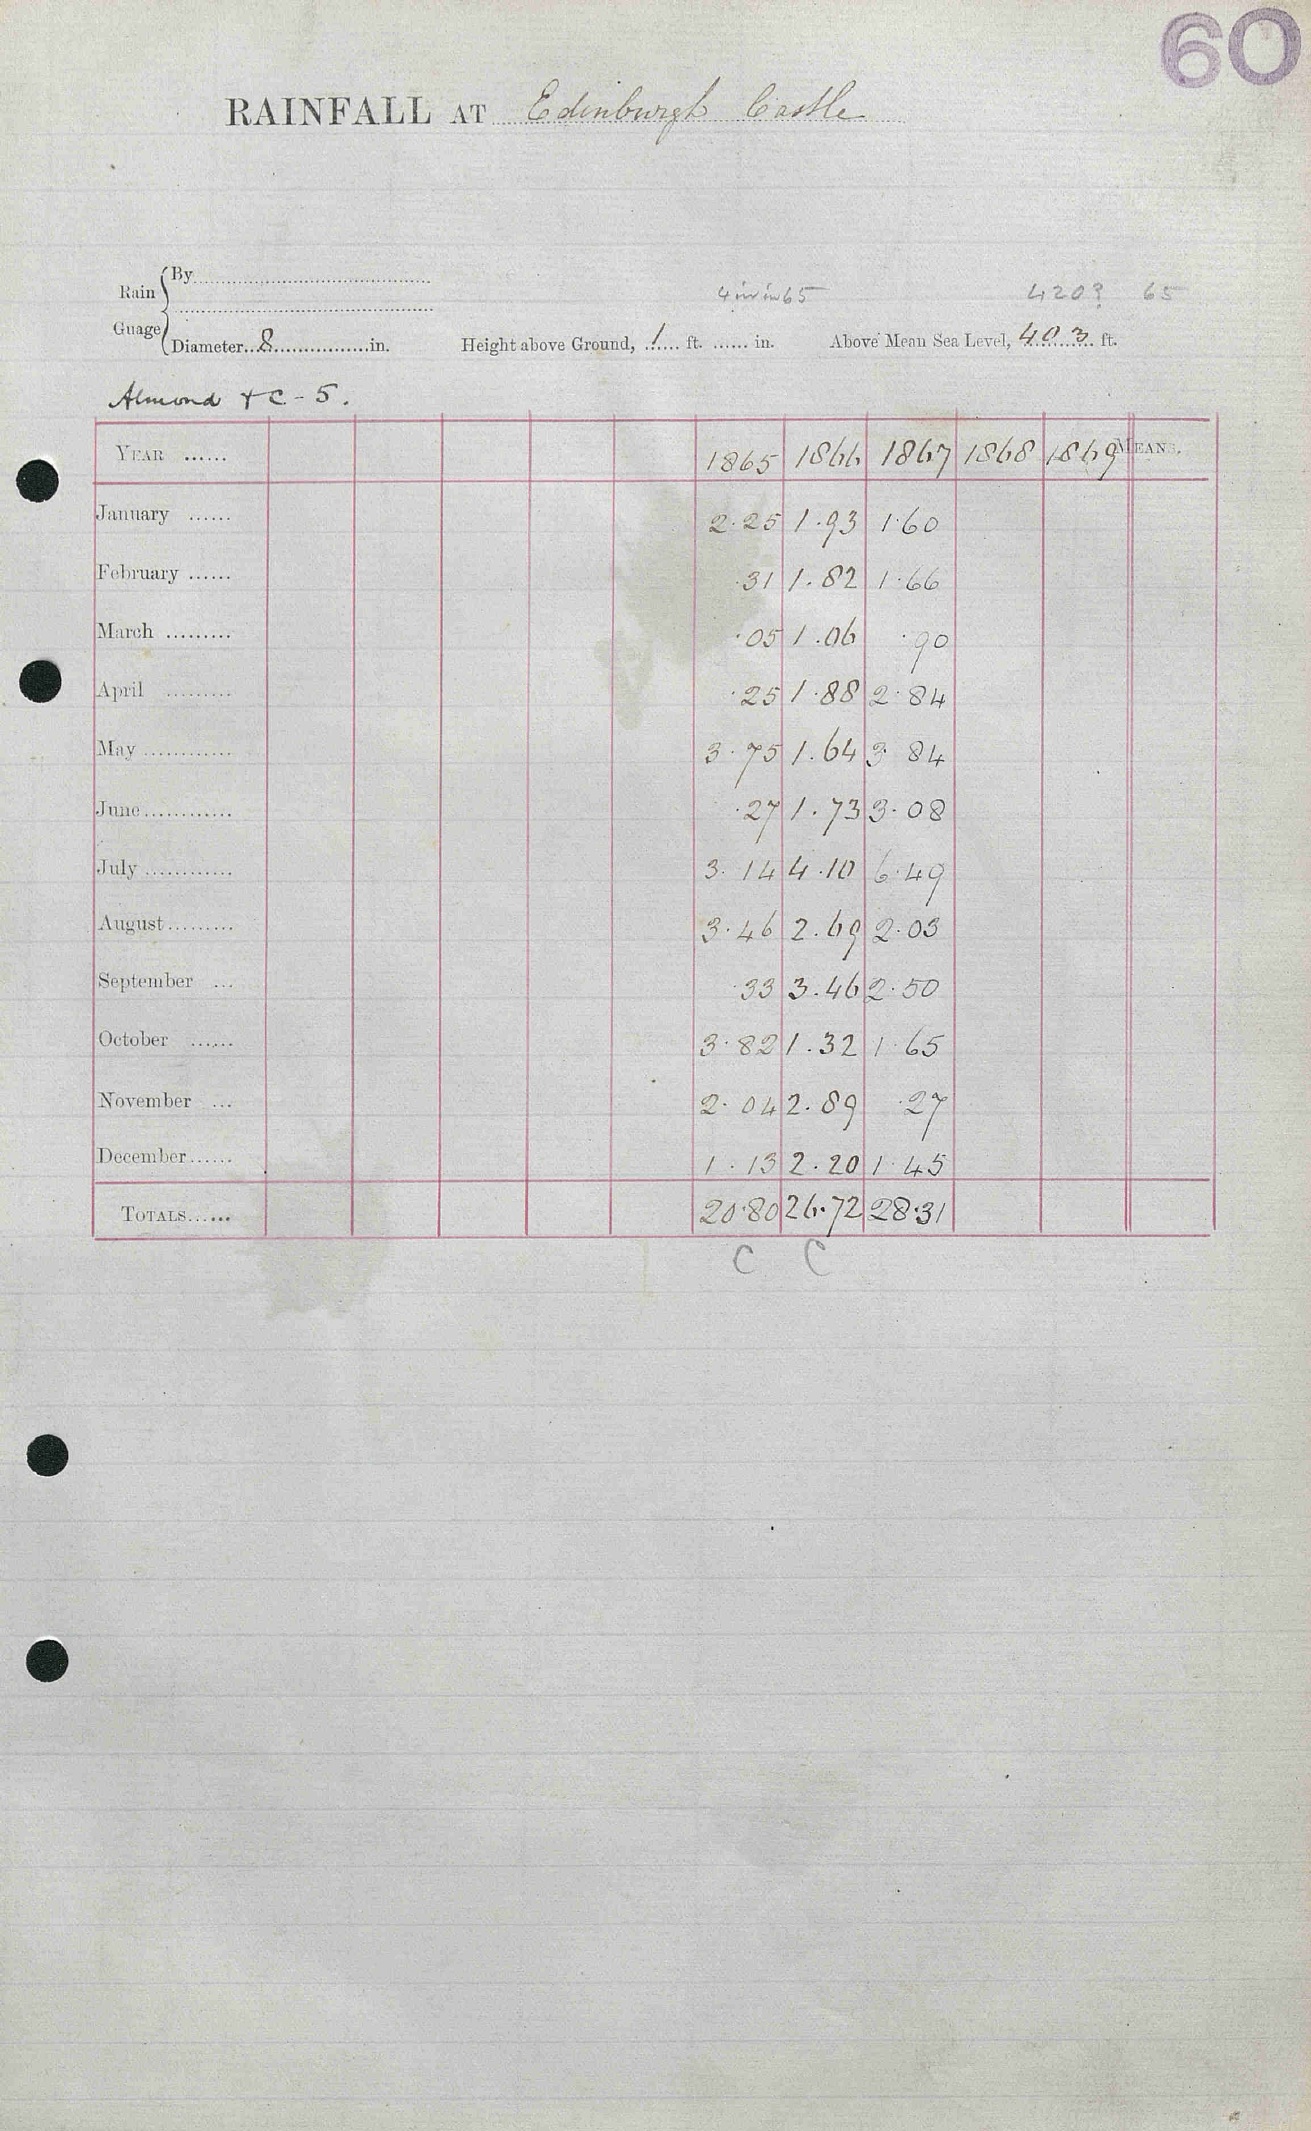 60
RAINFALL AT Edinburgh Castle
By
Rain
4 in in 65 420? 65
Guage
Diameter...8...in. Height above Ground, 1 ft. ...... in. Above Mean Sea Level, 403 ft.
Almond & C - 5.
YEAR ...... 1865 1866 1867 1868 1869 MEANS.
January ...... 2.25 1.93 1.60
February ...... .31 1.82 1.66
March ......... .05 1.06 .90
April ......... .25 1.88 2.84
May ............ 3.75 1.64 3 84
June............ .27 1.73 3.08
July ............ 3.14 4.10 6.49
August......... 3.46 2.69 2.03
September ... .33 3.46 2.50
October ...... 3.82 1.32 1.65
November ... 2.04 2.89 .27
December...... 1.13 2.20 1.45
TOTALS...... 20.80 26.72 28.31
C C